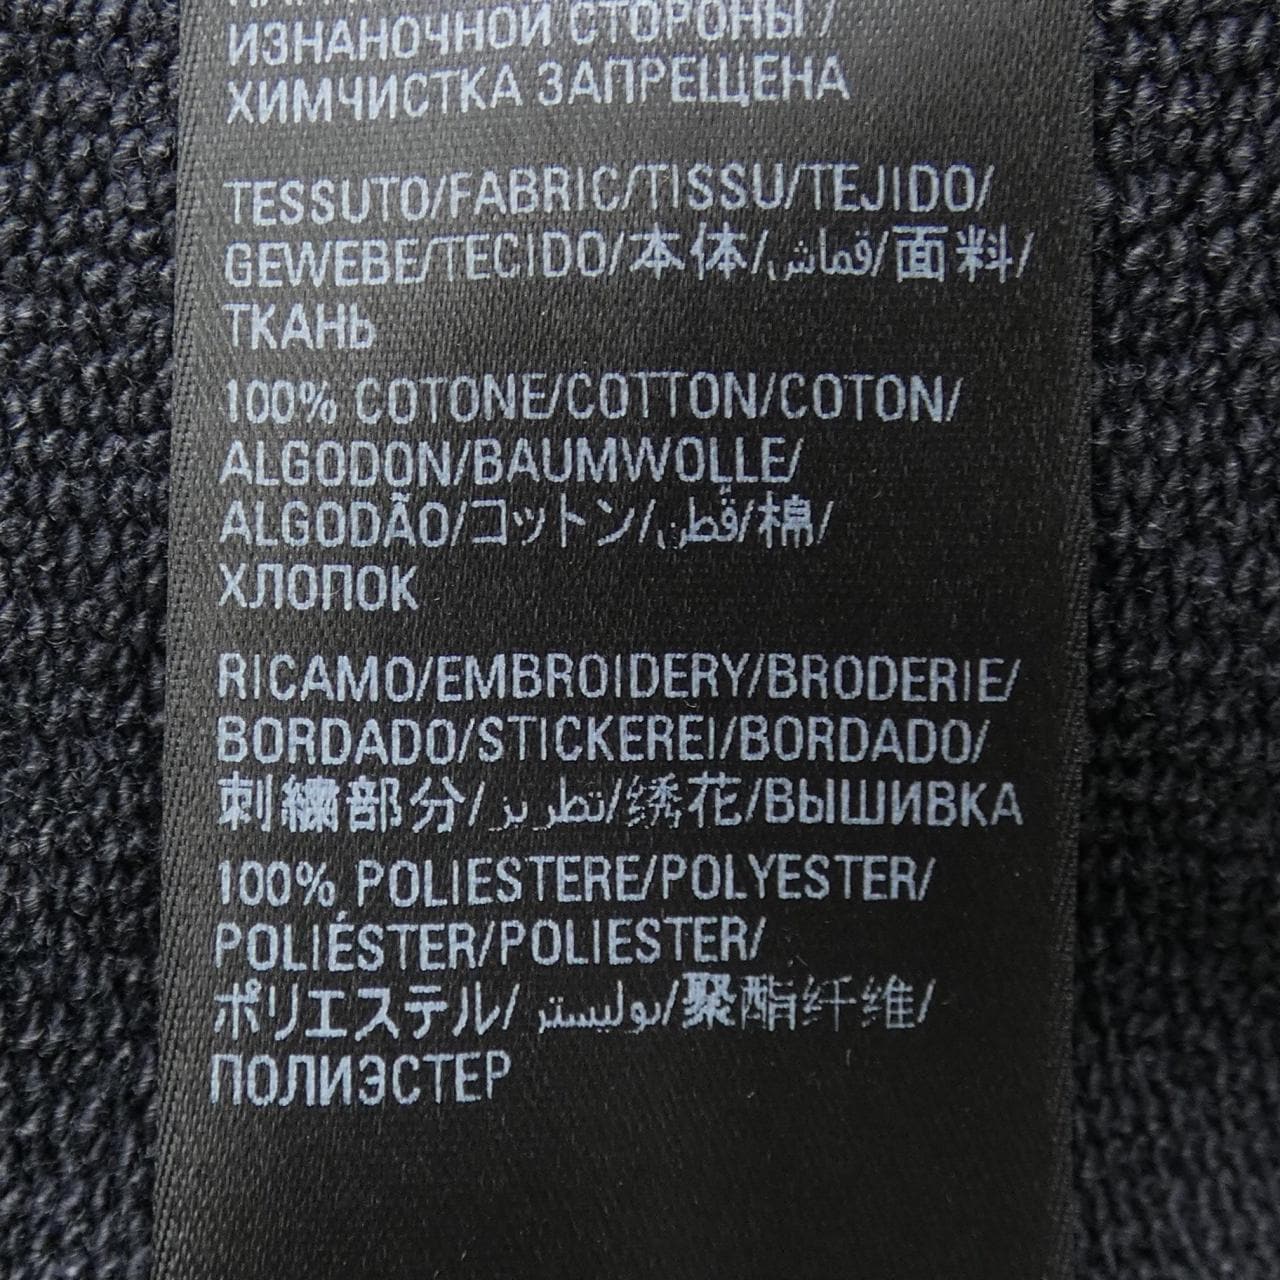 ИЗНАНОЧНОЙ СТОРОНЫ /
ХИМЧИСТКА ЗАПРЕЩЕНА
TESSUTO/FABRIC/TISSU/TEJIDO/
GEWEBE/TECIDO/本体/قماش/面料/
ТКАНЬ
100% COTONE/COTTON/COTON/
ALGODON/BAUMWOLLE/
ALGODÃO/コットン/قطن/棉/
ХЛОПОК
RICAMO/EMBROIDERY/BRODERIE/
BORDADO/STICKEREI/BORDADO/
刺繍部分/تطريز/绣花/ВЫШИВКА
100% POLIESTERE/POLYESTER/
POLIÉSTER/POLIESTER/
ポリエステル/بوليستر/聚酯纤维/
ПОЛИЭСТЕР